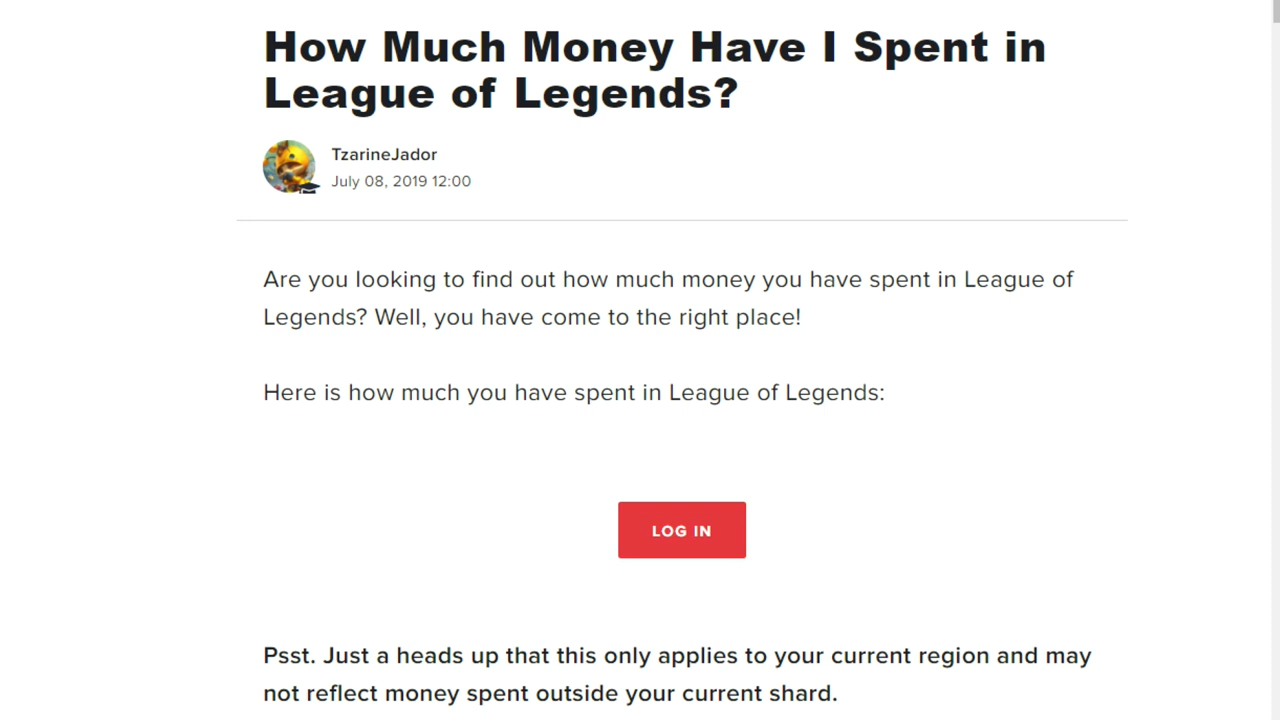 How Much Money Have I Spent in
League of Legends?
TzarineJador
July 08, 2019 12:00
Are you looking to find out how much money you have spent in League of
Legends? Well, you have come to the right place!
Here is how much you have spent in League of Legends:
LOG IN
Psst. Just a heads up that this only applies to your current region and may
not reflect money spent outside your current shard.